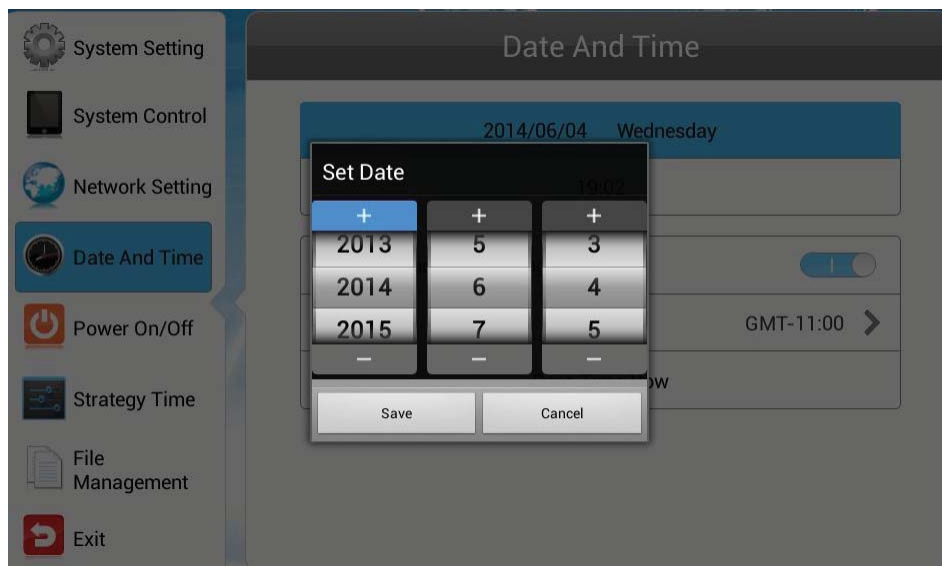 System Setting
System Control
Network Setting
Date And Time
Power On/Off
Strategy Time
File
Management
Exit
Date And Time
2014/06/04 Wednesday
19:02
GMT-11:00
Set Date
+ + +
2013 5 3
2014 6 4
2015 7 5
− − −
Save Cancel